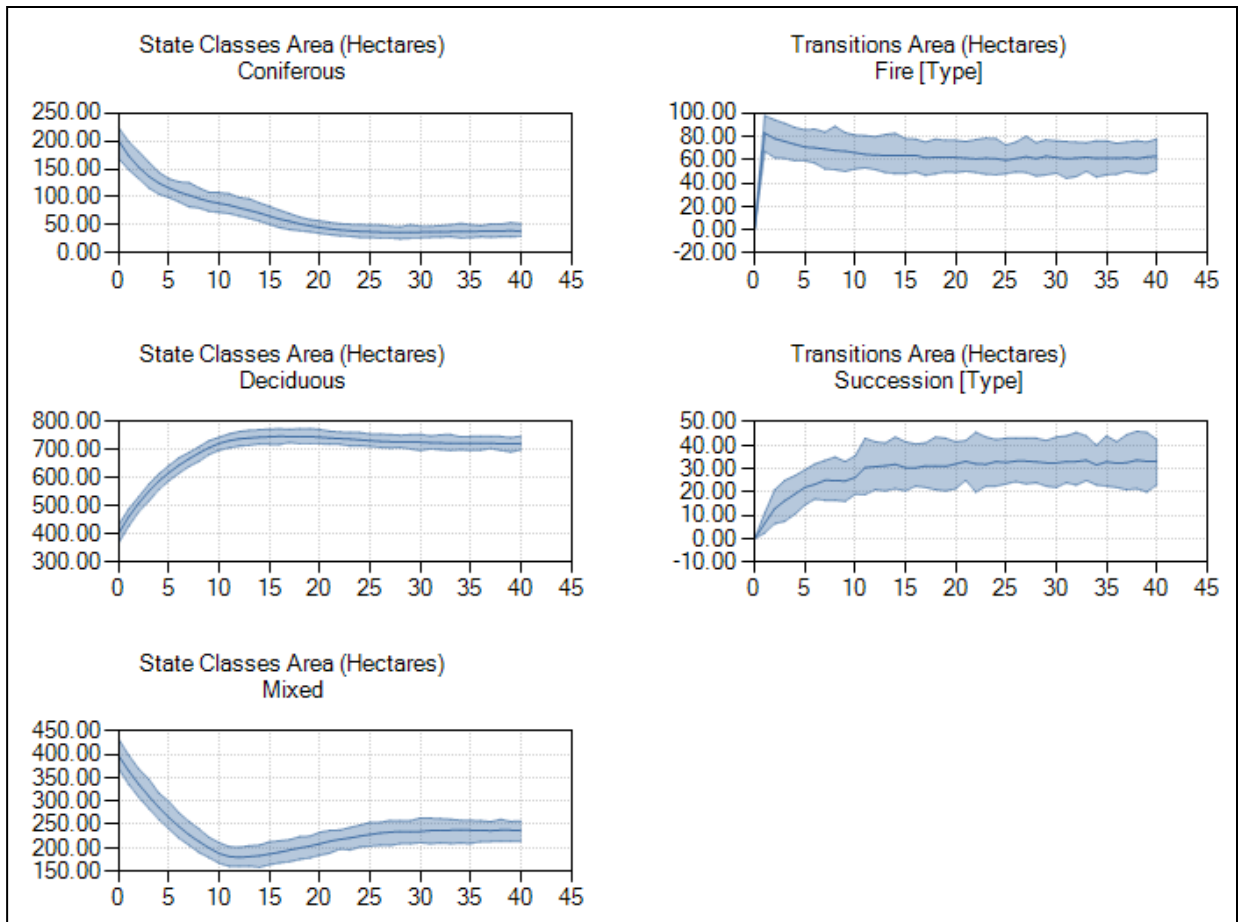 State Classes Area (Hectares)
Coniferous
250.00
200.00
150.00
100.00
50.00
0.00
0 5 10 15 20 25 30 35 40 45
Transitions Area (Hectares)
Fire [Type]
100.00
80.00
60.00
40.00
20.00
0.00
-20.00
0 5 10 15 20 25 30 35 40 45
State Classes Area (Hectares)
Deciduous
800.00
700.00
600.00
500.00
400.00
300.00
0 5 10 15 20 25 30 35 40 45
Transitions Area (Hectares)
Succession [Type]
50.00
40.00
30.00
20.00
10.00
0.00
-10.00
0 5 10 15 20 25 30 35 40 45
State Classes Area (Hectares)
Mixed
450.00
400.00
350.00
300.00
250.00
200.00
150.00
0 5 10 15 20 25 30 35 40 45